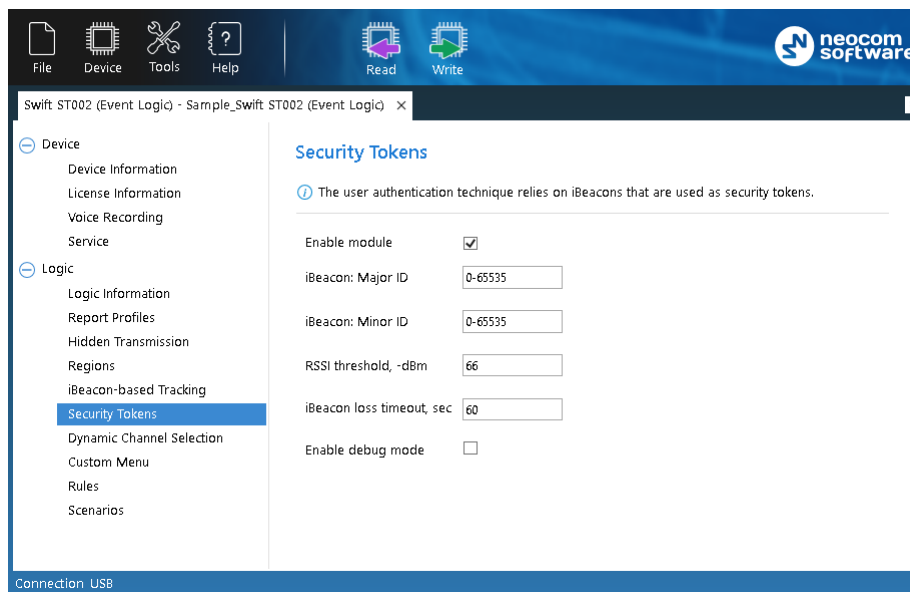 File Device Tools Help Read Write
neocom
software
Swift ST002 (Event Logic) - Sample_Swift ST002 (Event Logic) ×
Device
Device Information
License Information
Voice Recording
Service
Logic
Logic Information
Report Profiles
Hidden Transmission
Regions
iBeacon-based Tracking
Security Tokens
Dynamic Channel Selection
Custom Menu
Rules
Scenarios
Security Tokens
The user authentication technique relies on iBeacons that are used as security tokens.
Enable module
iBeacon: Major ID 0-65535
iBeacon: Minor ID 0-65535
RSSI threshold, -dBm 66
iBeacon loss timeout, sec 60
Enable debug mode
Connection USB